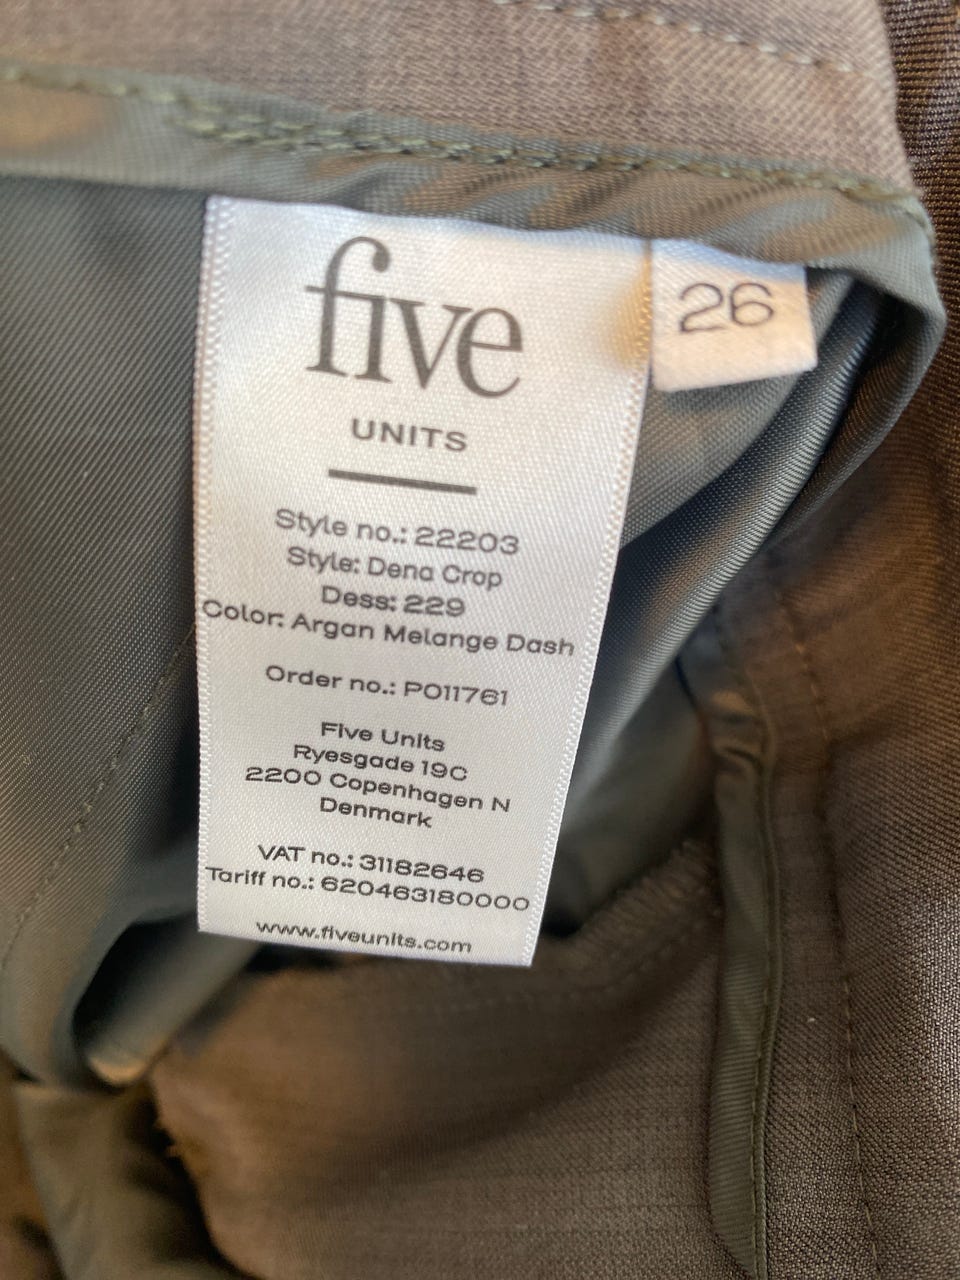 five
UNITS
Style no.: 22203
Style: Dena Crop
Dess: 229
Color: Argan Melange Dash
Order no.: PO11761
Five Units
Ryesgade 19C
2200 Copenhagen N
Denmark
VAT no.: 31182646
Tariff no.: 620463180000
www.fiveunits.com
26